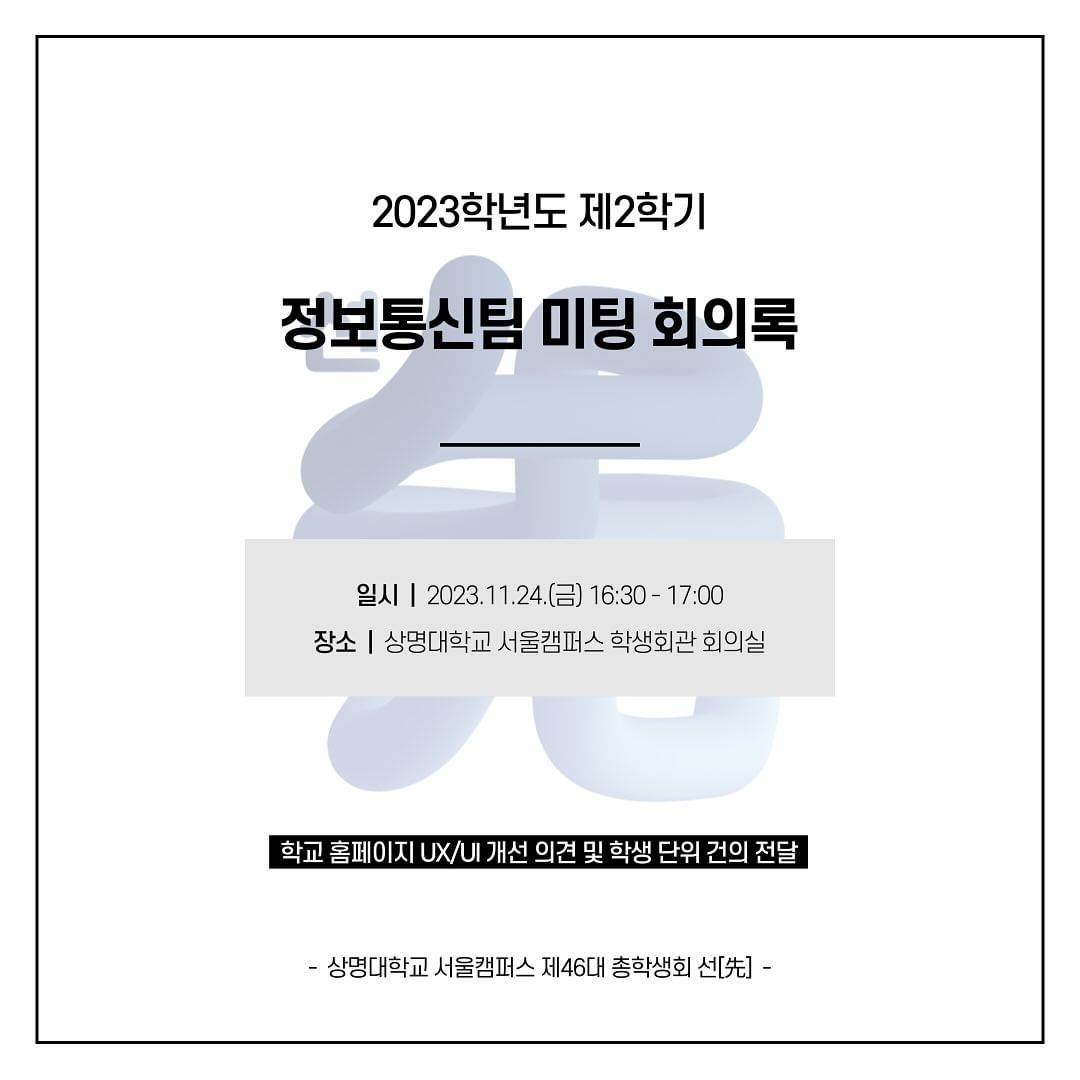 2023학년도 제2학기
정보통신팀 미팅 회의록
일시 | 2023.11.24.(금) 16:30 - 17:00
장소 | 상명대학교 서울캠퍼스 학생회관 회의실
학교 홈페이지 UX/UI 개선 의견 및 학생 단위 건의 전달
- 상명대학교 서울캠퍼스 제46대 총학생회 선[先] -